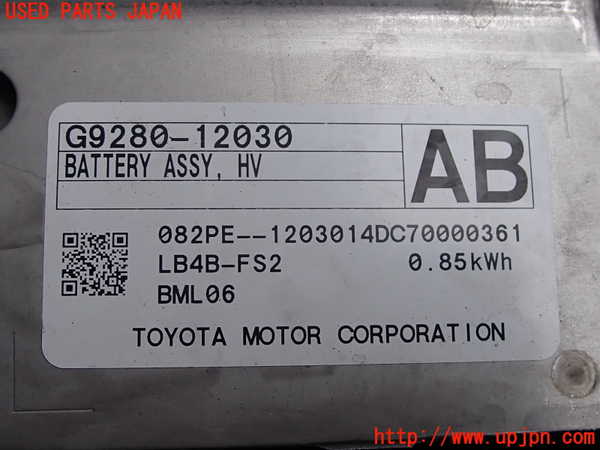 USED PARTS JAPAN
G9280-12030
BATTERY ASSY, HV
AB
082PE--1203014DC70000361
LB4B-FS2 0.85kWh
BML06
TOYOTA MOTOR CORPORATION
http://www.upjpn.com/